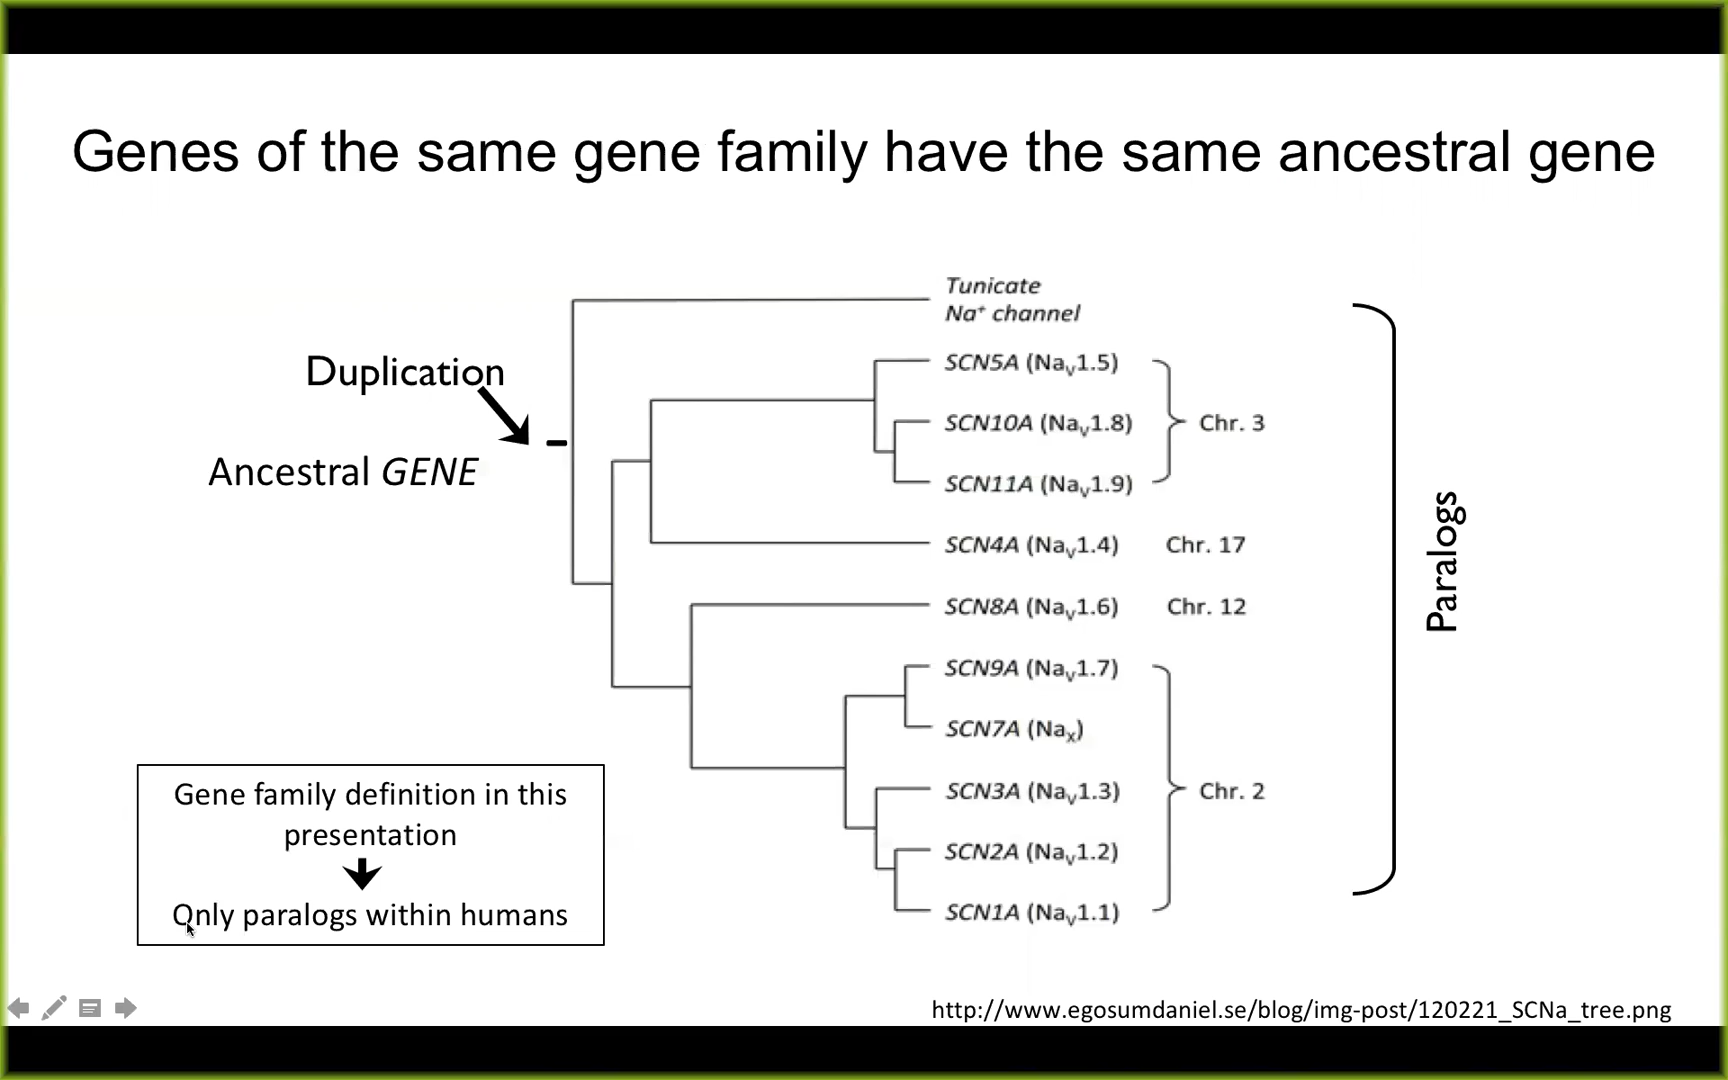 Genes of the same gene family have the same ancestral gene
Tunicate
Na⁺ channel
Duplication
Ancestral GENE
SCN5A (Naᵥ1.5)
SCN10A (Naᵥ1.8)
Chr. 3
SCN11A (Naᵥ1.9)
SCN4A (Naᵥ1.4) Chr. 17
SCN8A (Naᵥ1.6) Chr. 12
SCN9A (Naᵥ1.7)
SCN7A (Naₓ)
SCN3A (Naᵥ1.3)
Chr. 2
SCN2A (Naᵥ1.2)
SCN1A (Naᵥ1.1)
Paralogs
Gene family definition in this
presentation
Only paralogs within humans
http://www.egosumdaniel.se/blog/img-post/120221_SCNa_tree.png